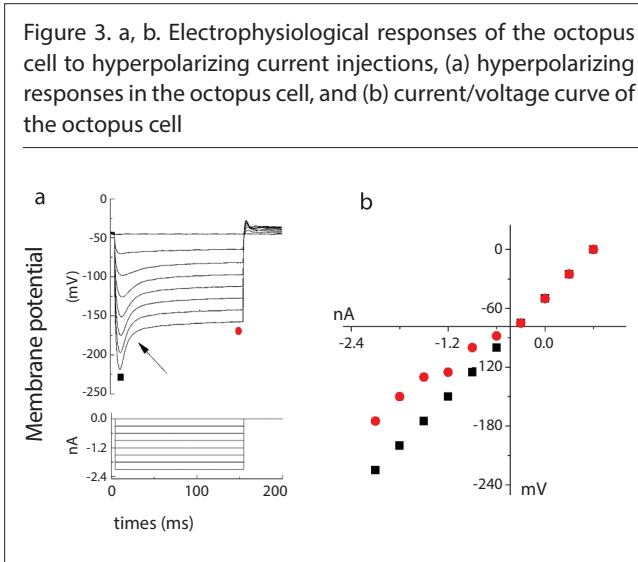 Figure 3. a, b. Electrophysiological responses of the octopus
cell to hyperpolarizing current injections, (a) hyperpolarizing
responses in the octopus cell, and (b) current/voltage curve of
the octopus cell
a
Membrane potential
(mV)
0
-50
-100
-150
-200
-250
0.0
-1.2
-2.4
nA
0
100
200
times (ms)
b
0
-60
nA
-2.4
-1.2
0.0
-120
-180
-240
mV